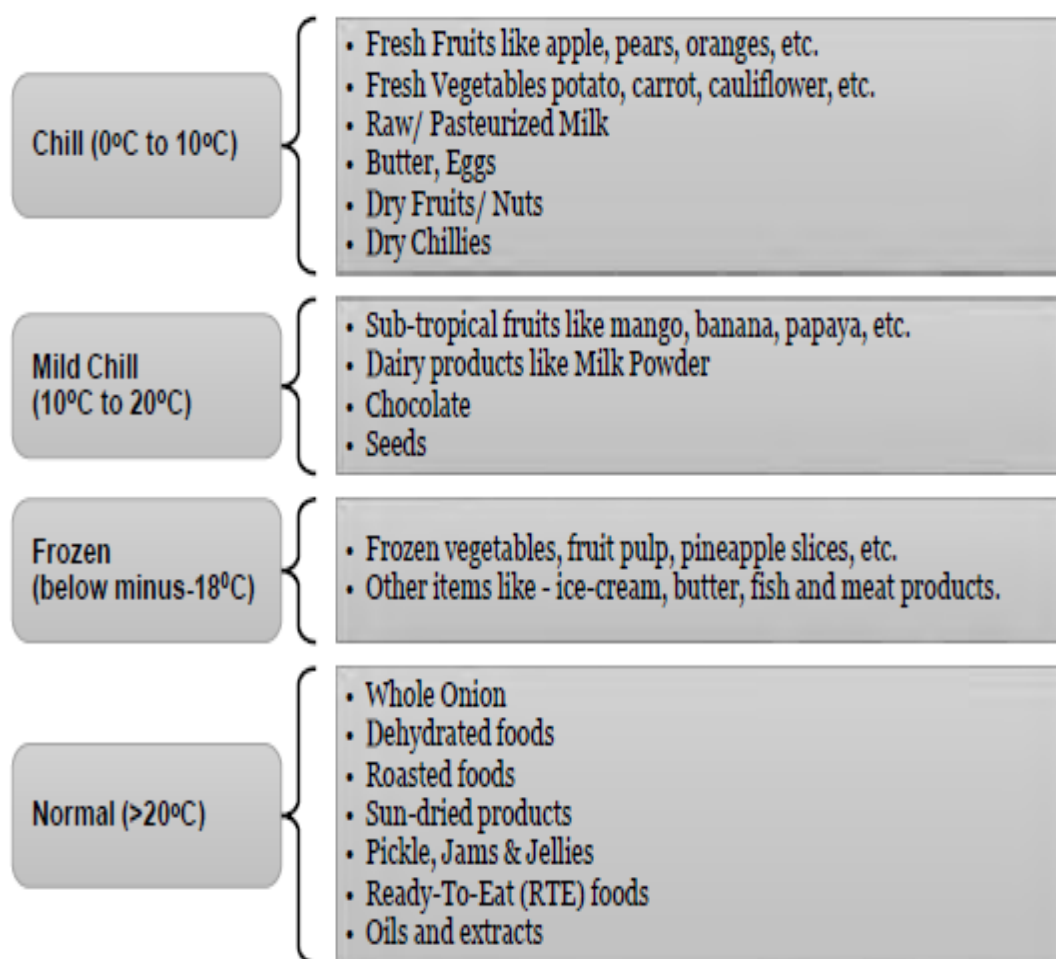 Chill (0ºC to 10ºC)
• Fresh Fruits like apple, pears, oranges, etc.
• Fresh Vegetables potato, carrot, cauliflower, etc.
• Raw/ Pasteurized Milk
• Butter, Eggs
• Dry Fruits/ Nuts
• Dry Chillies
Mild Chill
(10ºC to 20ºC)
• Sub-tropical fruits like mango, banana, papaya, etc.
• Dairy products like Milk Powder
• Chocolate
• Seeds
Frozen
(below minus-18⁰C)
• Frozen vegetables, fruit pulp, pineapple slices, etc.
• Other items like - ice-cream, butter, fish and meat products.
Normal (>20ºC)
• Whole Onion
• Dehydrated foods
• Roasted foods
• Sun-dried products
• Pickle, Jams & Jellies
• Ready-To-Eat (RTE) foods
• Oils and extracts